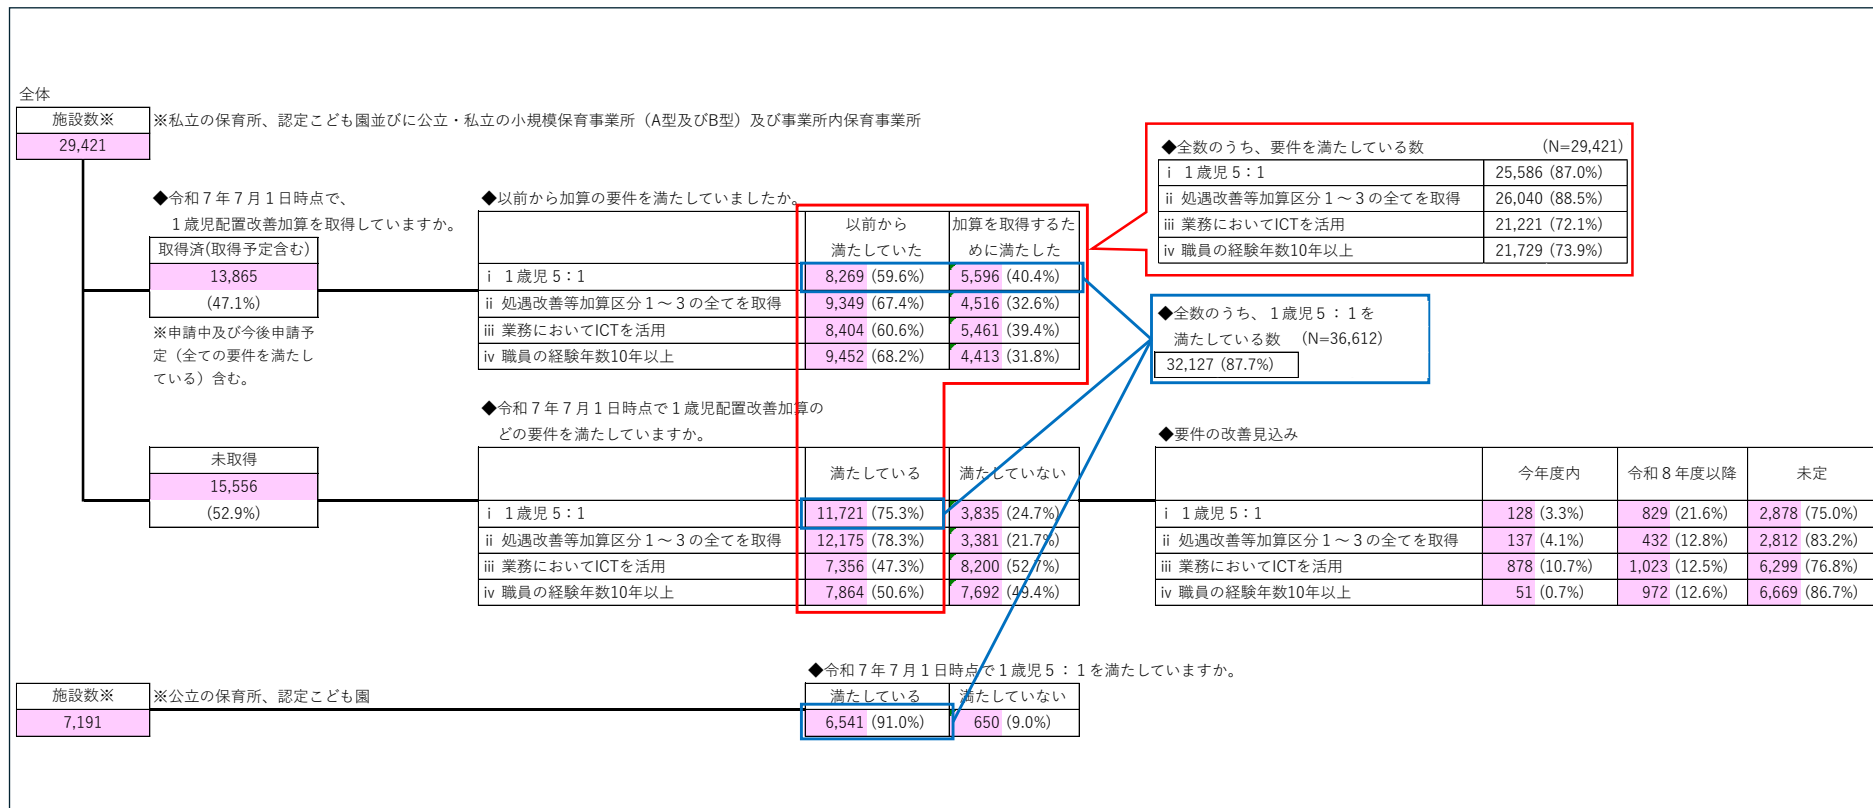 全体
施設数※ ※私立の保育所、認定こども園並びに公立・私立の小規模保育事業所（A型及びB型）及び事業所内保育事業所
29,421
◆全数のうち、要件を満たしている数 (N=29,421)
ⅰ １歳児５：１ 25,586 (87.0%)
ⅱ 処遇改善等加算区分１～３の全てを取得 26,040 (88.5%)
ⅲ 業務においてICTを活用 21,221 (72.1%)
ⅳ 職員の経験年数10年以上 21,729 (73.9%)
◆令和７年７月１日時点で、
１歳児配置改善加算を取得していますか。
取得済(取得予定含む)
13,865
(47.1%)
※申請中及び今後申請予
定（全ての要件を満たし
ている）含む。
◆以前から加算の要件を満たしていましたか。
以前から 加算を取得するた
満たしていた めに満たした
ⅰ １歳児５：１ 8,269 (59.6%) 5,596 (40.4%)
ⅱ 処遇改善等加算区分１～３の全てを取得 9,349 (67.4%) 4,516 (32.6%)
ⅲ 業務においてICTを活用 8,404 (60.6%) 5,461 (39.4%)
ⅳ 職員の経験年数10年以上 9,452 (68.2%) 4,413 (31.8%)
◆全数のうち、１歳児５：１を
満たしている数 (N=36,612)
32,127 (87.7%)
未取得
15,556
(52.9%)
◆令和７年７月１日時点で１歳児配置改善加算の
どの要件を満たしていますか。
満たしている 満たしていない
ⅰ １歳児５：１ 11,721 (75.3%) 3,835 (24.7%)
ⅱ 処遇改善等加算区分１～３の全てを取得 12,175 (78.3%) 3,381 (21.7%)
ⅲ 業務においてICTを活用 7,356 (47.3%) 8,200 (52.7%)
ⅳ 職員の経験年数10年以上 7,864 (50.6%) 7,692 (49.4%)
◆要件の改善見込み
今年度内 令和８年度以降 未定
ⅰ １歳児５：１ 128 (3.3%) 829 (21.6%) 2,878 (75.0%)
ⅱ 処遇改善等加算区分１～３の全てを取得 137 (4.1%) 432 (12.8%) 2,812 (83.2%)
ⅲ 業務においてICTを活用 878 (10.7%) 1,023 (12.5%) 6,299 (76.8%)
ⅳ 職員の経験年数10年以上 51 (0.7%) 972 (12.6%) 6,669 (86.7%)
◆令和７年７月１日時点で１歳児５：１を満たしていますか。
施設数※ ※公立の保育所、認定こども園 満たしている 満たしていない
7,191 6,541 (91.0%) 650 (9.0%)